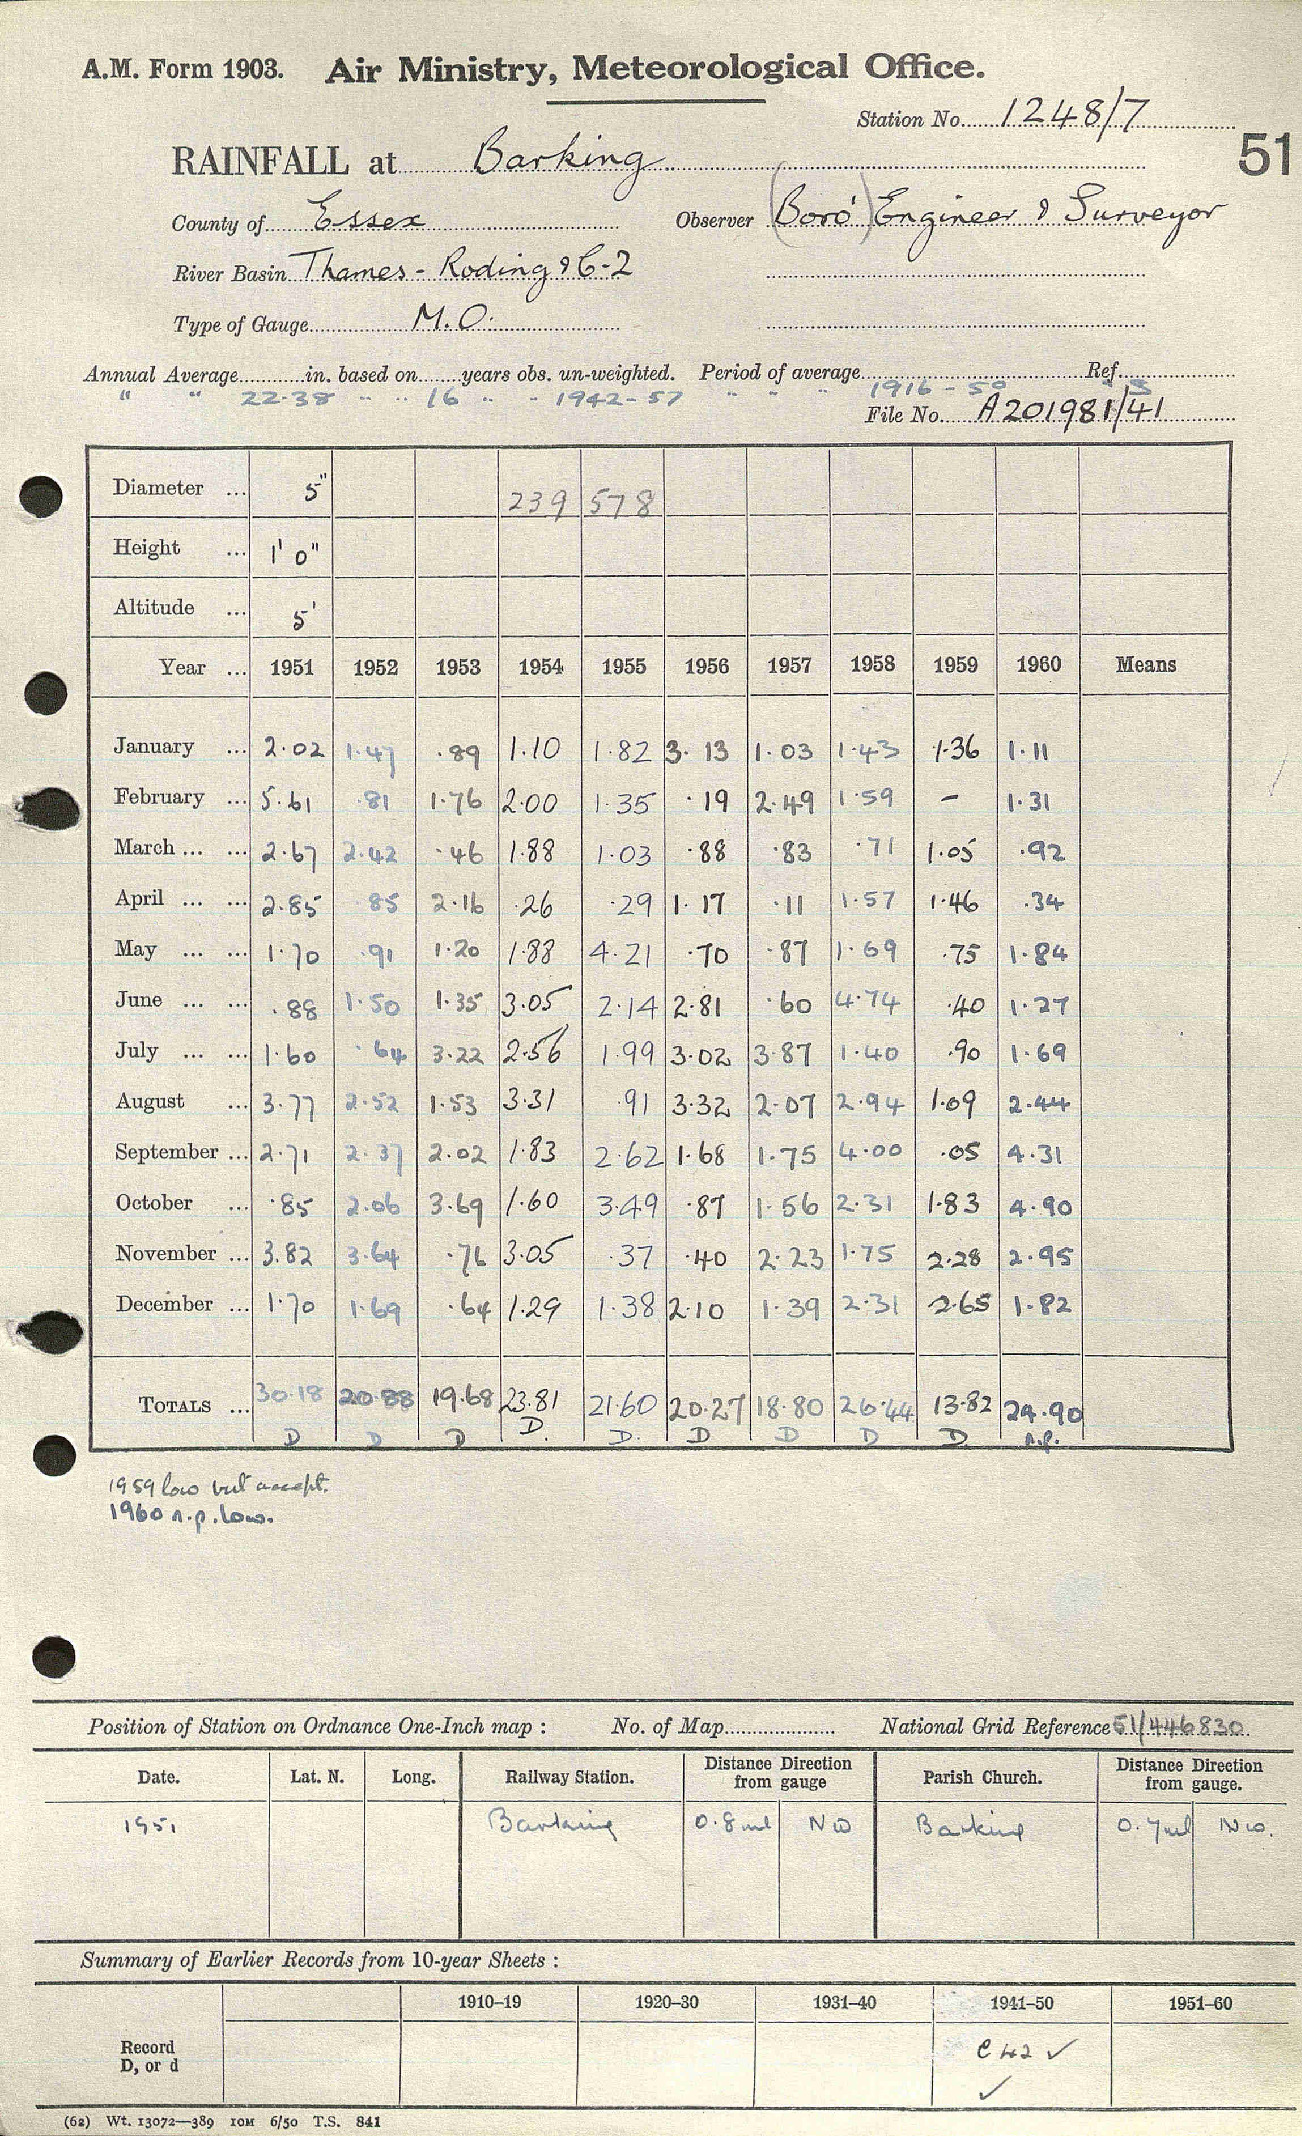 A.M. Form 1903. Air Ministry, Meteorological Office.
Station No. 1248/7
51
RAINFALL at Barking
County of Essex Observer (Boro') Engineer & Surveyor
River Basin Thames - Roding & C-2
Type of Gauge M.O.
Annual Average in. based on years obs. un-weighted. Period of average Ref.
" " 22.38 " " 16 " " 1942-57 " " " 1916-50
File No. A201981/41
Diameter ... 5" 239 578
Height ... 1' 0"
Altitude ... 5'
Year ... 1951 1952 1953 1954 1955 1956 1957 1958 1959 1960 Means
January ... 2.02 1.47 .89 1.10 1.82 3.13 1.03 1.43 1.36 1.11
February ... 5.61 .81 1.76 2.00 1.35 .19 2.49 1.59 - 1.31
March ... ... 2.67 2.42 .46 1.88 1.03 .88 .83 .71 1.05 .92
April ... ... 2.85 .85 2.16 .26 .29 1.17 .11 1.57 1.46 .34
May ... ... 1.70 .91 1.20 1.88 4.21 .70 .87 1.69 .75 1.84
June ... ... .88 1.50 1.35 3.05 2.14 2.81 .60 4.74 .40 1.27
July ... ... 1.60 .64 3.22 2.56 1.99 3.02 3.87 1.40 .90 1.69
August ... 3.77 2.52 1.53 3.31 .91 3.32 2.07 2.94 1.09 2.44
September ... 2.71 2.37 2.02 1.83 2.62 1.68 1.75 4.00 .05 4.31
October ... .85 2.06 3.69 1.60 3.49 .87 1.56 2.31 1.83 4.90
November ... 3.82 3.64 .76 3.05 .37 .40 2.23 1.75 2.28 2.95
December ... 1.70 1.69 .64 1.29 1.38 2.10 1.39 2.31 2.65 1.82
TOTALS ... 30.18 20.88 19.68 23.81 21.60 20.27 18.80 26.44 13.82 24.90
D D D D. D. D D D D n.p.
1959 low but accept.
1960 n.p. low.
Position of Station on Ordnance One-Inch map : No. of Map National Grid Reference 51/446830
Date. Lat. N. Long. Railway Station. Distance Direction from gauge Parish Church. Distance Direction from gauge.
1951 Barking 0.8ml NW Barking 0.7ml NW.
Summary of Earlier Records from 10-year Sheets :
1910–19 1920–30 1931–40 1941–50 1951–60
Record D, or d C 42 ✓
✓
(62) Wt. 13072—389 10M 6/50 T.S. 841